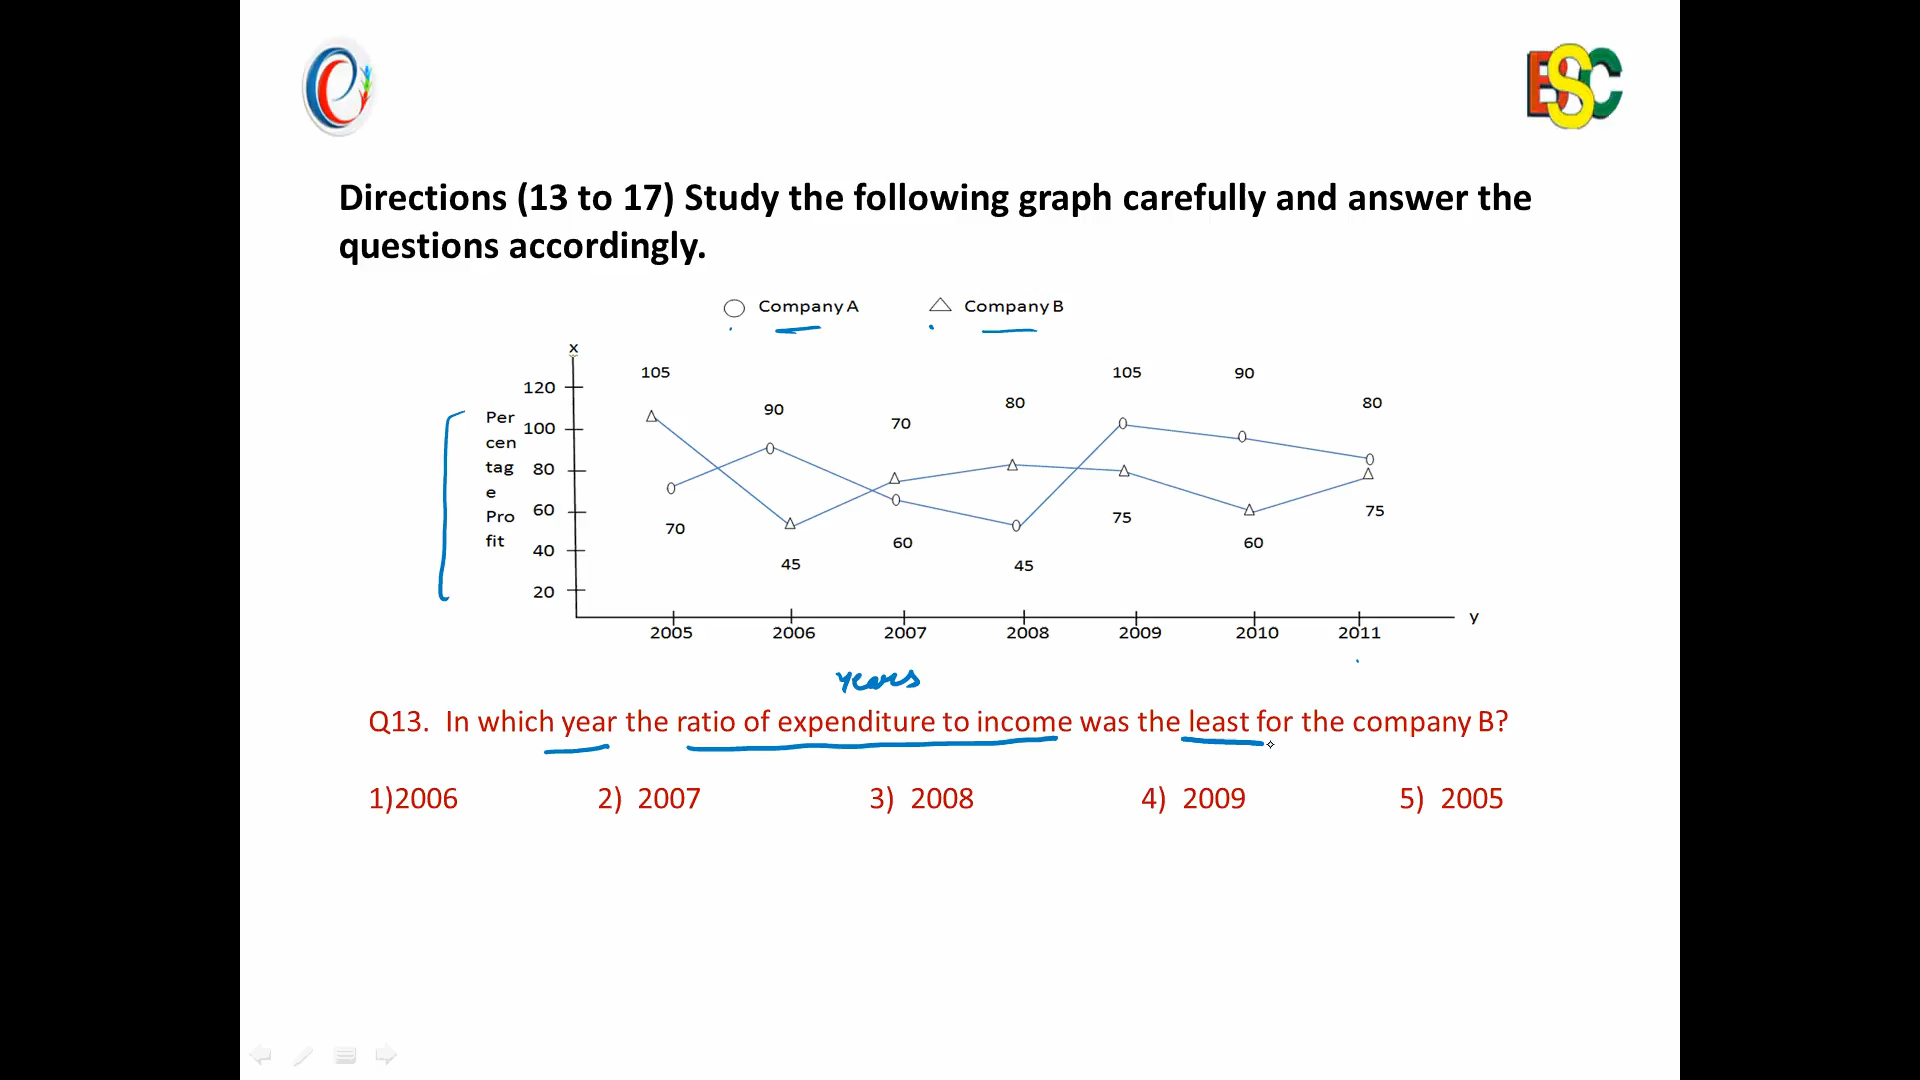 BSC
Directions (13 to 17) Study the following graph carefully and answer the
questions accordingly.
Company A Company B
x
105 105 90
120
90 80 80
Per
100
70
cen
tag 80
e
60
Pro
70 75 75
fit
40 60 60
45 45
20
y
2005 2006 2007 2008 2009 2010 2011
years
Q13. In which year the ratio of expenditure to income was the least for the company B?
1)2006 2) 2007 3) 2008 4) 2009 5) 2005